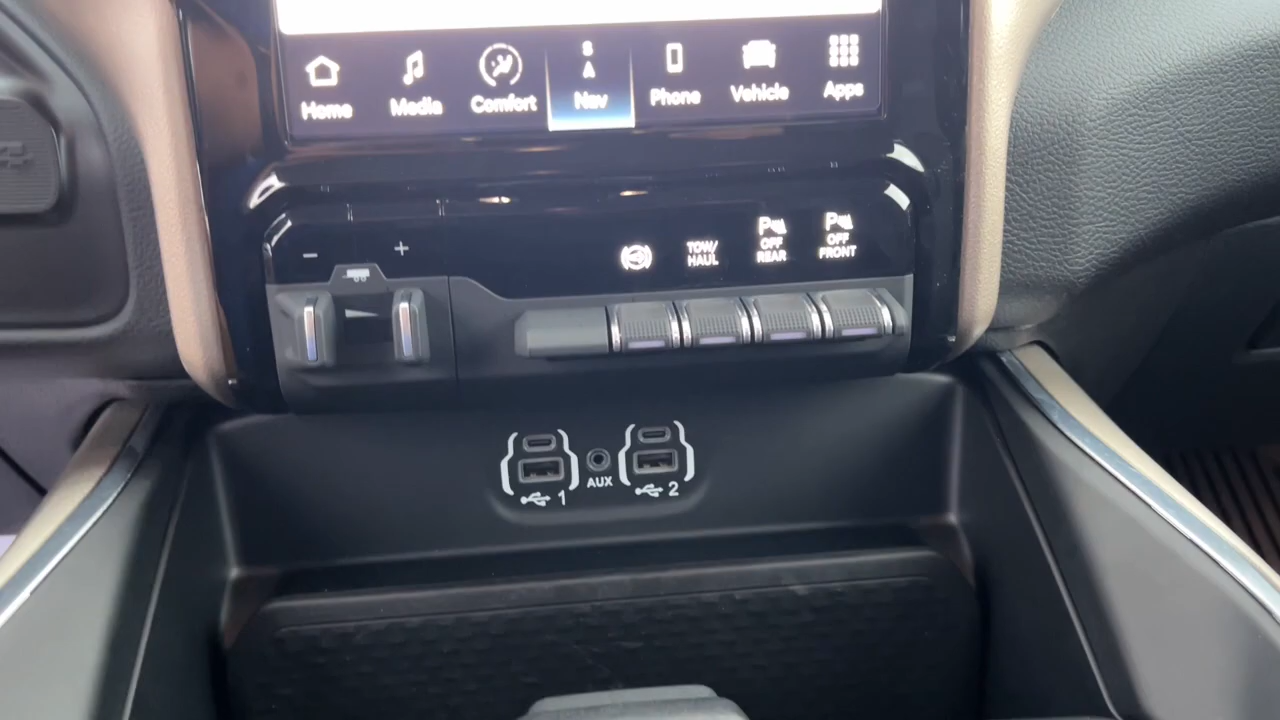 Home
Media
Comfort
S
A
Nav
Phone
Vehicle
Apps
- +
TOW/
HAUL
P
OFF
REAR
P
OFF
FRONT
1
AUX
2